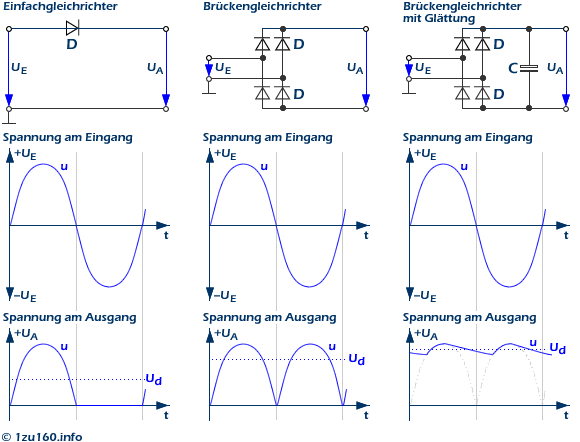 Einfachgleichrichter
D
UE
UA
Spannung am Eingang
+UE
u
t
–UE
Spannung am Ausgang
+UA
u
Ud
t
Brückengleichrichter
D
UE
UA
D
Spannung am Eingang
+UE
u
t
–UE
Spannung am Ausgang
+UA
u
Ud
t
Brückengleichrichter
mit Glättung
D
UE
C
UA
D
Spannung am Eingang
+UE
u
t
–UE
Spannung am Ausgang
+UA
u
Ud
t
© 1zu160.info